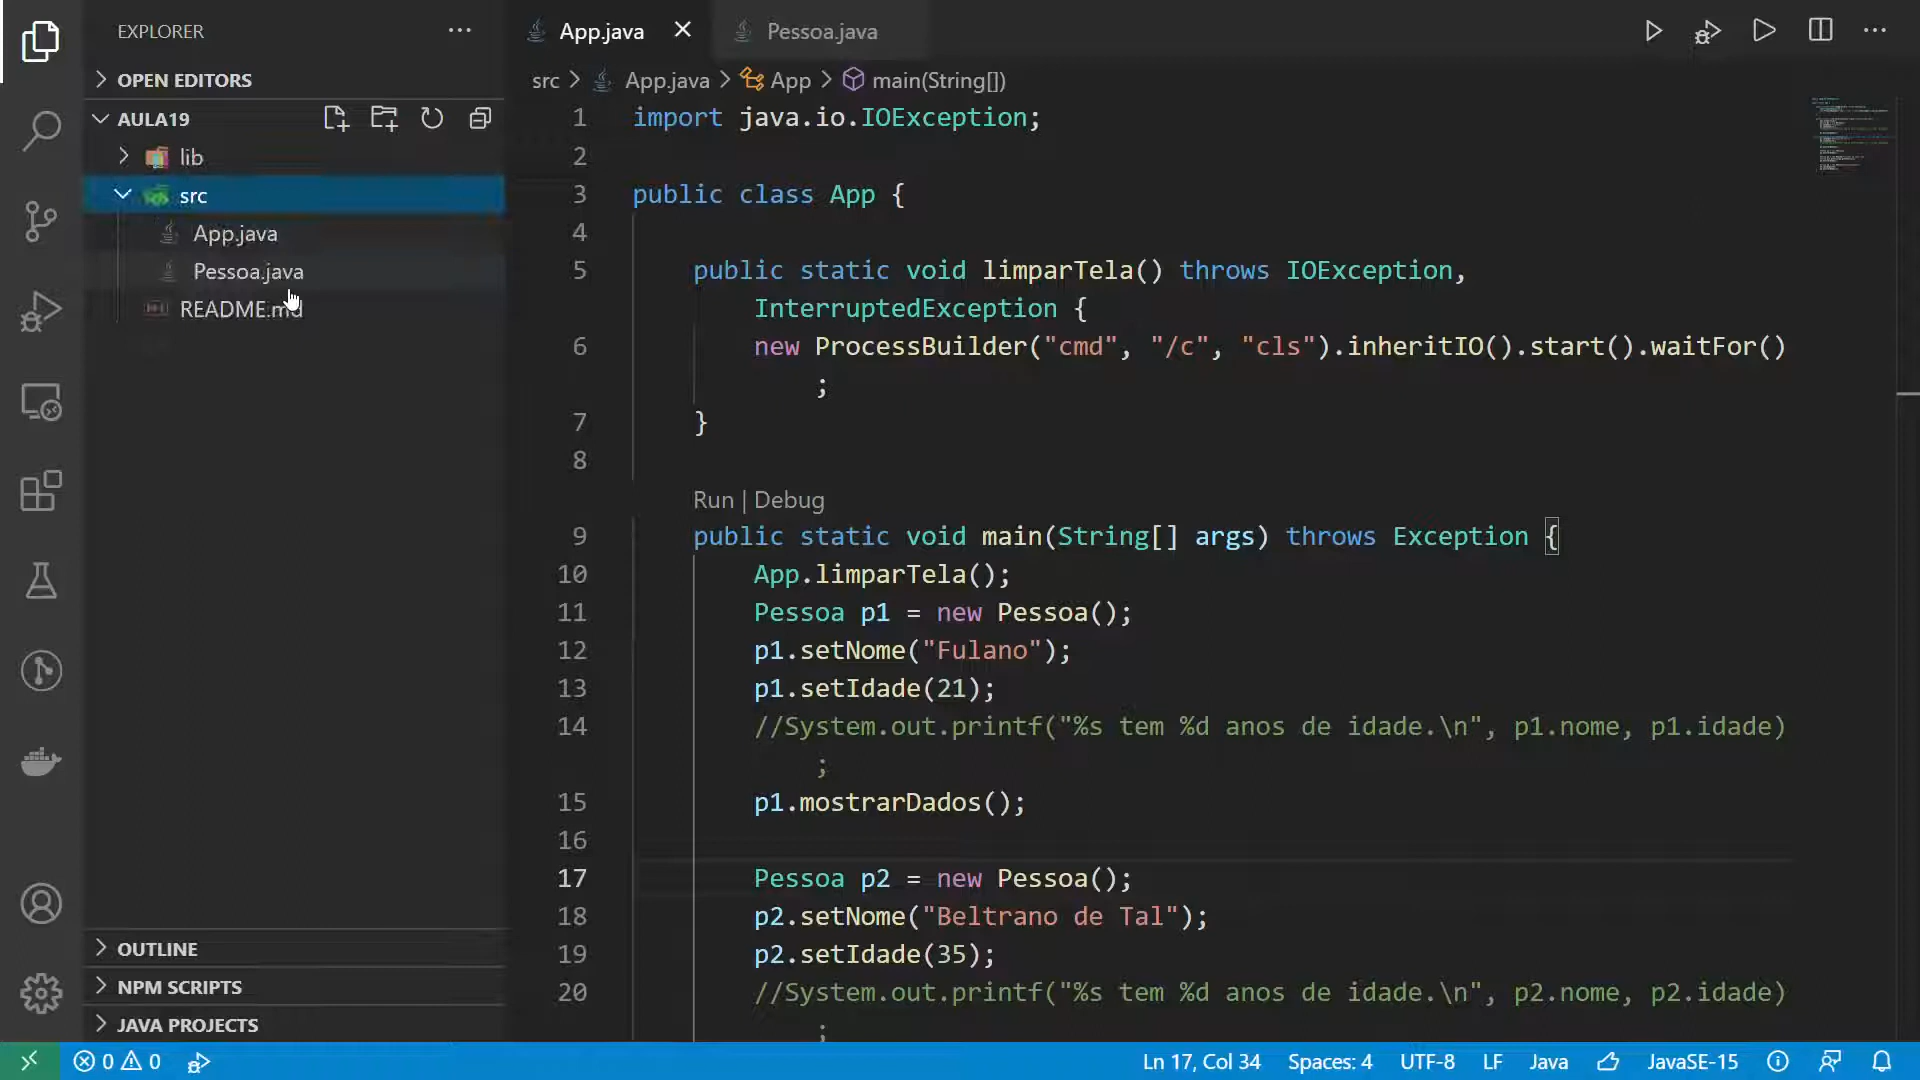 EXPLORER
OPEN EDITORS
AULA19
lib
src
App.java
Pessoa.java
README.md
OUTLINE
NPM SCRIPTS
JAVA PROJECTS
App.java
Pessoa.java
src > App.java > App > main(String[])
1 import java.io.IOException;
2
3 public class App {
4
5 public static void limparTela() throws IOException,
InterruptedException {
6 new ProcessBuilder("cmd", "/c", "cls").inheritIO().start().waitFor()
;
7 }
8
Run | Debug
9 public static void main(String[] args) throws Exception {
10 App.limparTela();
11 Pessoa p1 = new Pessoa();
12 p1.setNome("Fulano");
13 p1.setIdade(21);
14 //System.out.printf("%s tem %d anos de idade.\n", p1.nome, p1.idade)
;
15 p1.mostrarDados();
16
17 Pessoa p2 = new Pessoa();
18 p2.setNome("Beltrano de Tal");
19 p2.setIdade(35);
20 //System.out.printf("%s tem %d anos de idade.\n", p2.nome, p2.idade)
;
0 0
Ln 17, Col 34 Spaces: 4 UTF-8 LF Java JavaSE-15